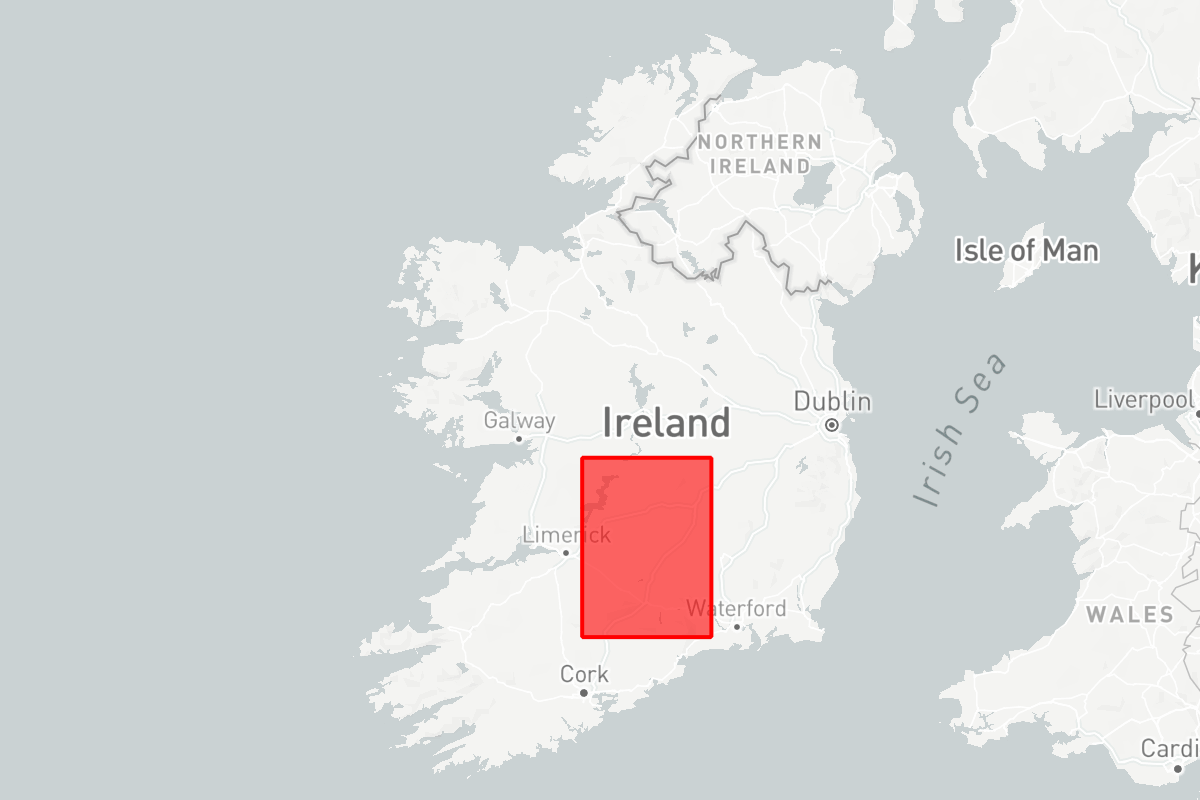 NORTHERN
IRELAND
Isle of Man
Liverpool
Dublin
Galway
Ireland
Irish Sea
Limerick
Waterford
WALES
Cork
Cardi